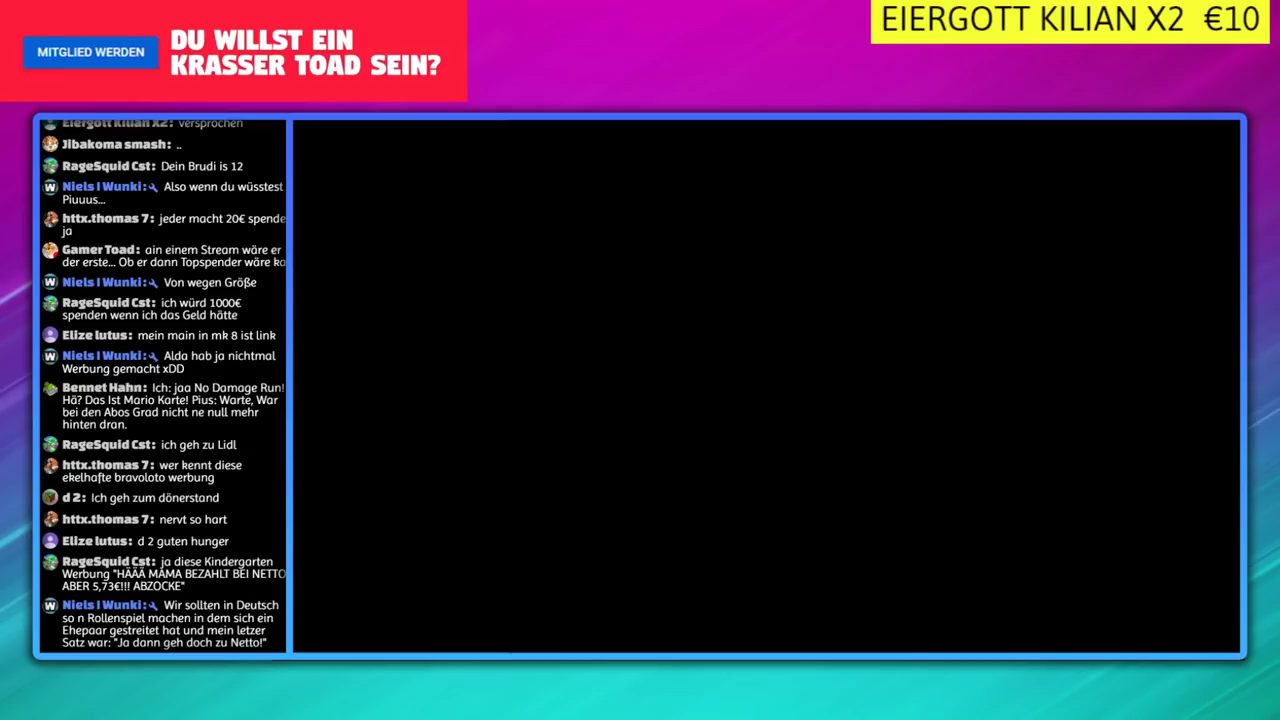 MITGLIED WERDEN
DU WILLST EIN
KRASSER TOAD SEIN?
EIERGOTT KILIAN X2 €10
Eiergott Kilian X2: versprochen
Jibakoma smash: ..
RageSquid Cst: Dein Brudi is 12
Niels | Wunki: Also wenn du wüsstest
Piuuus...
httx.thomas 7: jeder macht 20€ spende
ja
Gamer Toad: ain einem Stream wäre er
der erste... Ob er dann Topspender wäre
Niels | Wunki: Von wegen Größe
RageSquid Cst: ich würd 1000€
spenden wenn ich das Geld hätte
Elize lutus: mein main in mk 8 ist link
Niels | Wunki: Alda hab ja nichtmal
Werbung gemacht xDD
Bennet Hahn: Ich: jaa No Damage Run!
Hä? Das Ist Mario Karte! Pius: Warte, War
bei den Abos Grad nicht ne null mehr
hinten dran.
RageSquid Cst: ich geh zu Lidl
httx.thomas 7: wer kennt diese
ekelhafte bravoloto werbung
d 2: Ich geh zum dönerstand
httx.thomas 7: nervt so hart
Elize lutus: d 2 guten hunger
RageSquid Cst: ja diese Kindergarten
Werbung "HÄÄÄ MAMA BEZAHLT BEI NETTO
ABER 5,73€!!! ABZOCKE"
Niels | Wunki: Wir sollten in Deutsch
so n Rollenspiel machen in dem sich ein
Ehepaar gestreitet hat und mein letzer
Satz war: "Ja dann geh doch zu Netto!"